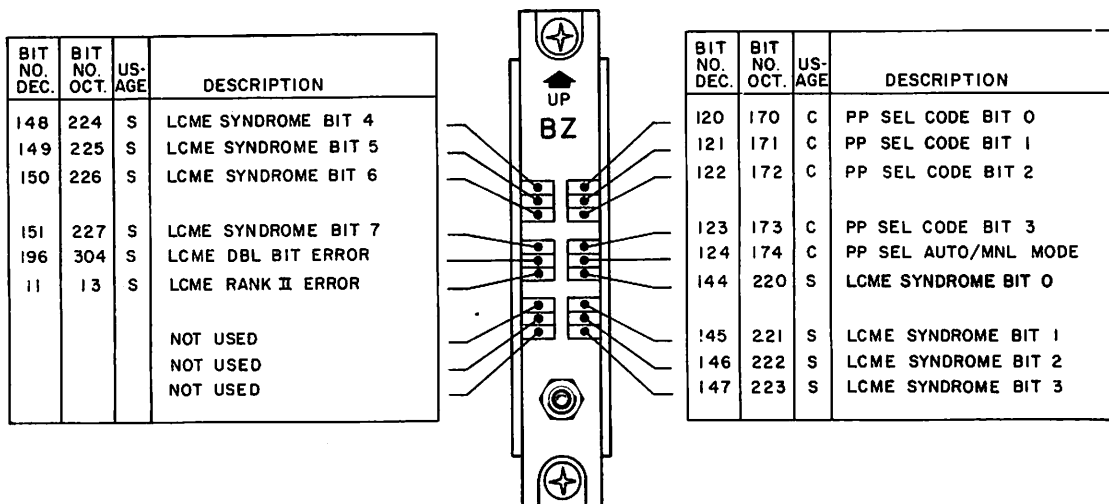 BIT NO. DEC. BIT NO. OCT. US-AGE DESCRIPTION
148 224 S LCME SYNDROME BIT 4
149 225 S LCME SYNDROME BIT 5
150 226 S LCME SYNDROME BIT 6
151 227 S LCME SYNDROME BIT 7
196 304 S LCME DBL BIT ERROR
11 13 S LCME RANK II ERROR
NOT USED
NOT USED
NOT USED
UP
BZ
BIT NO. DEC. BIT NO. OCT. US-AGE DESCRIPTION
120 170 C PP SEL CODE BIT 0
121 171 C PP SEL CODE BIT 1
122 172 C PP SEL CODE BIT 2
123 173 C PP SEL CODE BIT 3
124 174 C PP SEL AUTO/MNL MODE
144 220 S LCME SYNDROME BIT 0
145 221 S LCME SYNDROME BIT 1
146 222 S LCME SYNDROME BIT 2
147 223 S LCME SYNDROME BIT 3